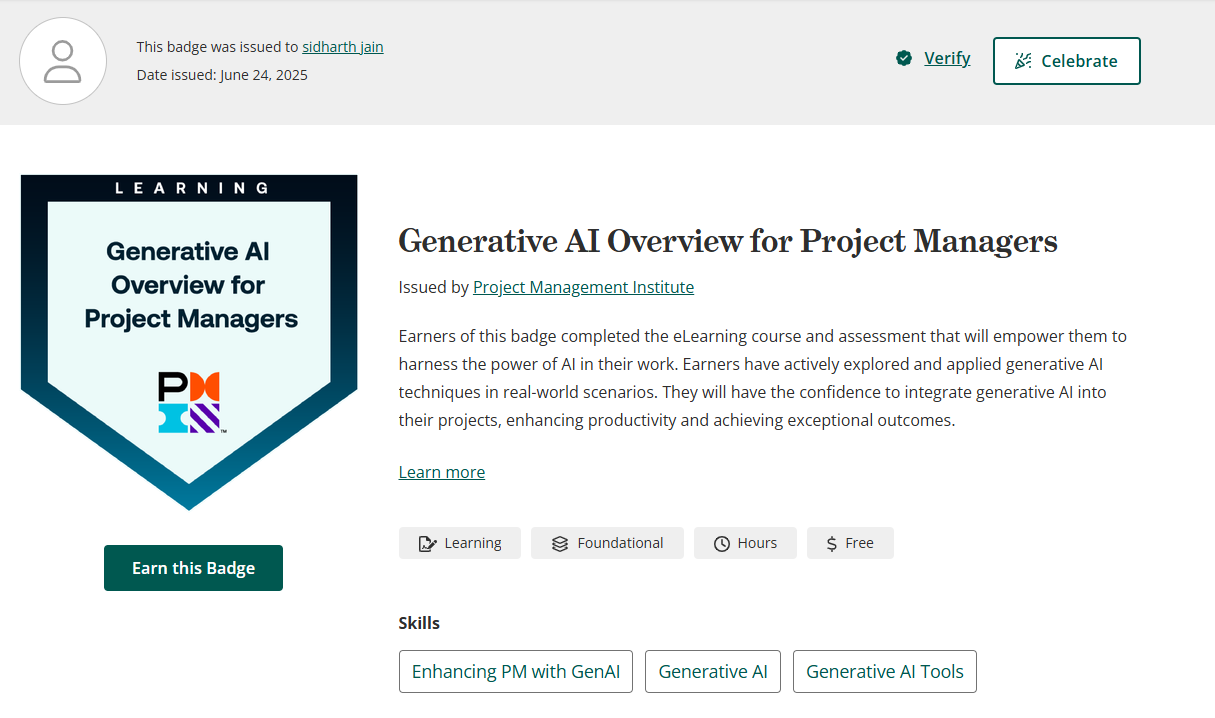 This badge was issued to sidharth jain
Date issued: June 24, 2025
Verify
Celebrate
LEARNING
Generative AI
Overview for
Project Managers
PM
™
Earn this Badge
Generative AI Overview for Project Managers
Issued by Project Management Institute
Earners of this badge completed the eLearning course and assessment that will empower them to
harness the power of AI in their work. Earners have actively explored and applied generative AI
techniques in real-world scenarios. They will have the confidence to integrate generative AI into
their projects, enhancing productivity and achieving exceptional outcomes.
Learn more
Learning
Foundational
Hours
$ Free
Skills
Enhancing PM with GenAI
Generative AI
Generative AI Tools